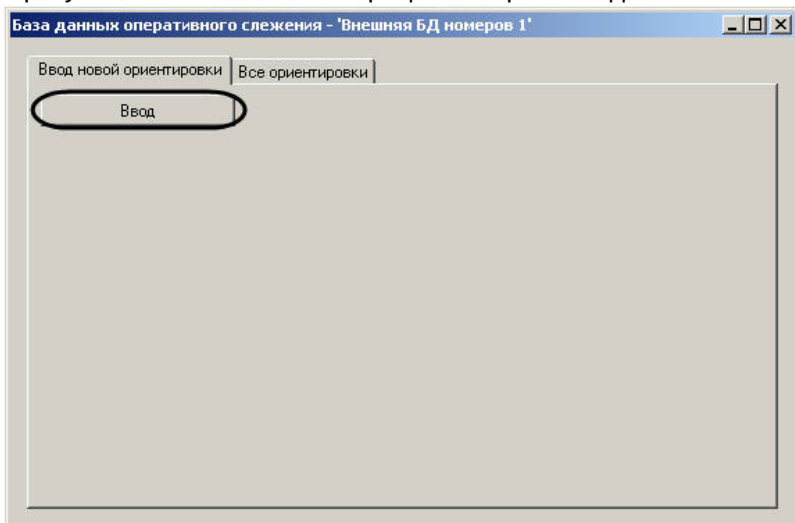 База данных оперативного слежения - 'Внешняя БД номеров 1'
Ввод новой ориентировки
Все ориентировки
Ввод